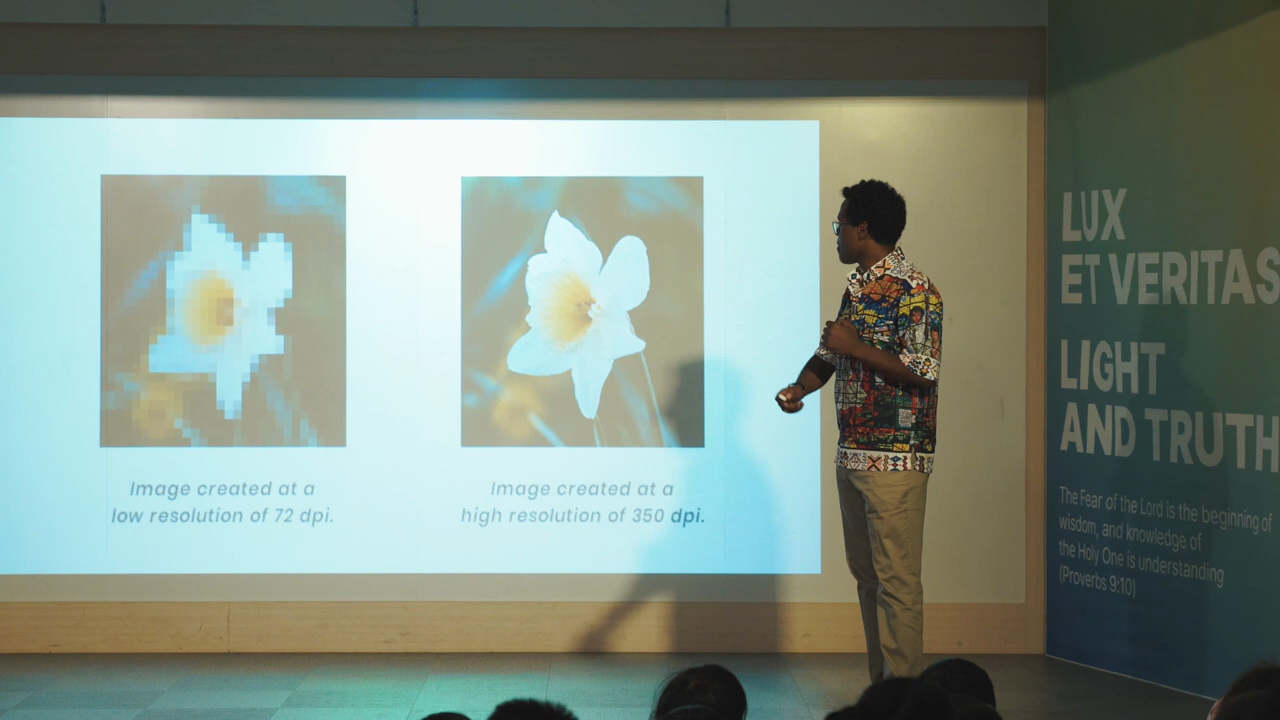 Image created at a
low resolution of 72 dpi.
Image created at a
high resolution of 350 dpi.
LUX
ET VERITAS
LIGHT
AND TRUTH
The Fear of the Lord is the beginning of
wisdom, and knowledge of
the Holy One is understanding
(Proverbs 9:10)